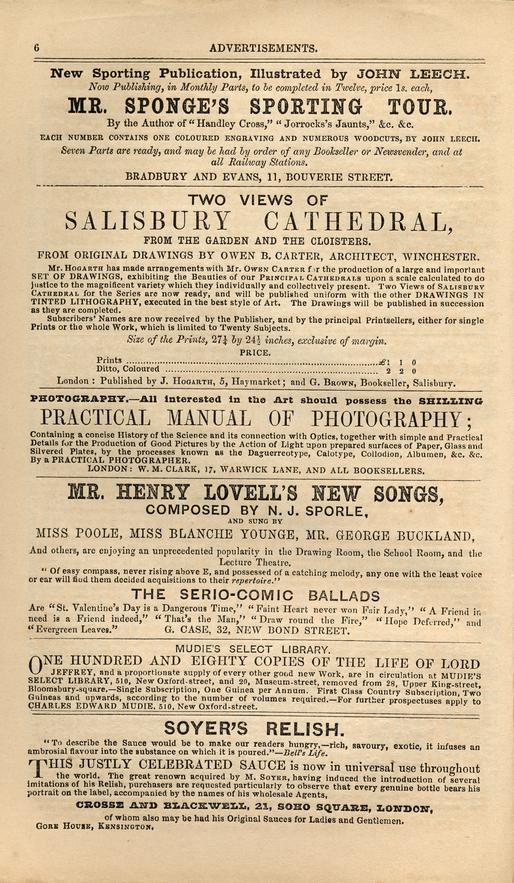 6 ADVERTISEMENTS.
New Sporting Publication, Illustrated by JOHN LEECH.
Now Publishing, in Monthly Parts, to be completed in Twelve, price 1s. each,
MR. SPONGE'S SPORTING TOUR.
By the Author of "Handley Cross," "Jorrocks's Jaunts," &c. &c.
EACH NUMBER CONTAINS ONE COLOURED ENGRAVING AND NUMEROUS WOODCUTS, BY JOHN LEECH.
Seven Parts are ready, and may be had by order of any Bookseller or Newsvender, and at
all Railway Stations.
BRADBURY AND EVANS, 11, BOUVERIE STREET.
TWO VIEWS OF
SALISBURY CATHEDRAL,
FROM THE GARDEN AND THE CLOISTERS.
FROM ORIGINAL DRAWINGS BY OWEN B. CARTER, ARCHITECT, WINCHESTER.
Mr. HOGARTH has made arrangements with Mr. OWEN CARTER for the production of a large and important
SET OF DRAWINGS, exhibiting the Beauties of our PRINCIPAL CATHEDRALS upon a scale calculated to do
justice to the magnificent variety which they individually and collectively present. Two Views of SALISBURY
CATHEDRAL for the Series are now ready, and will be published uniform with the other DRAWINGS IN
TINTED LITHOGRAPHY, executed in the best style of Art. The Drawings will be published in succession
as they are completed.
Subscribers' Names are now received by the Publisher, and by the principal Printsellers, either for single
Prints or the whole Work, which is limited to Twenty Subjects.
Size of the Prints, 27¼ by 24½ inches, exclusive of margin.
PRICE.
Prints ........ £1 1 0
Ditto, Coloured ........ 2 2 0
London: Published by J. HOGARTH, 5, Haymarket; and G. BROWN, Bookseller, Salisbury.
PHOTOGRAPHY.—All interested in the Art should possess the SHILLING
PRACTICAL MANUAL OF PHOTOGRAPHY;
Containing a concise History of the Science and its connection with Optics, together with simple and Practical
Details for the Production of Good Pictures by the Action of Light upon prepared surfaces of Paper, Glass and
Silvered Plates, by the processes known as the Daguerreotype, Calotype, Collodion, Albumen, &c. &c.
By a PRACTICAL PHOTOGRAPHER.
LONDON: W. M. CLARK, 17, WARWICK LANE, AND ALL BOOKSELLERS.
MR. HENRY LOVELL'S NEW SONGS,
COMPOSED BY N. J. SPORLE,
AND SUNG BY
MISS POOLE, MISS BLANCHE YOUNGE, MR. GEORGE BUCKLAND,
And others, are enjoying an unprecedented popularity in the Drawing Room, the School Room, and the
Lecture Theatre.
"Of easy compass, never rising above E, and possessed of a catching melody, any one with the least voice
or ear will find them decided acquisitions to their repertoire."
THE SERIO-COMIC BALLADS
Are "St. Valentine's Day is a Dangerous Time," "Faint Heart never won Fair Lady," "A Friend in
need is a Friend indeed," "That's the Man," "Draw round the Fire," "Hope Deferred," and
"Evergreen Leaves." G. CASE, 32, NEW BOND STREET.
MUDIE'S SELECT LIBRARY.
ONE HUNDRED AND EIGHTY COPIES OF THE LIFE OF LORD
JEFFREY, and a proportionate supply of every other good new Work, are in circulation at MUDIE'S
SELECT LIBRARY, 510, New Oxford-street, and 20, Museum-street, removed from 28, Upper King-street,
Bloomsbury-square.—Single Subscription, One Guinea per Annum. First Class Country Subscription, Two
Guineas and upwards, according to the number of volumes required.—For further prospectuses apply to
CHARLES EDWARD MUDIE, 510, New Oxford-street.
SOYER'S RELISH.
"To describe the Sauce would be to make our readers hungry,—rich, savoury, exotic, it infuses an
ambrosial flavour into the substance on which it is poured."—Bell's Life.
THIS JUSTLY CELEBRATED SAUCE is now in universal use throughout
the world. The great renown acquired by M. SOYER, having induced the introduction of several
imitations of his Relish, purchasers are requested particularly to observe that every genuine bottle bears his
portrait on the label, accompanied by the names of his wholesale Agents,
CROSSE AND BLACKWELL, 21, SOHO SQUARE, LONDON,
of whom also may be had his Original Sauces for Ladies and Gentlemen.
GORE HOUSE, KENSINGTON.